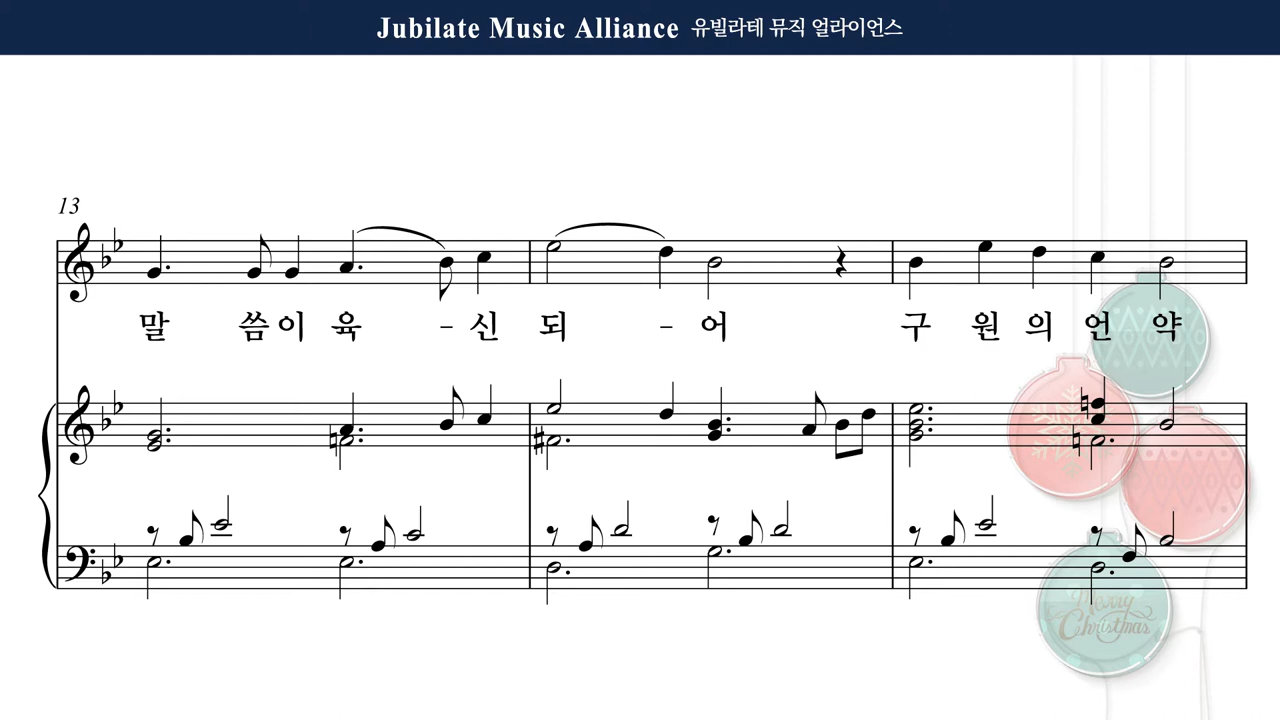 Jubilate Music Alliance 유빌라테 뮤직 얼라이언스
13
말 씀이 육 - 신 되 - 어 구 원 의 언 약
Merry
Christmas